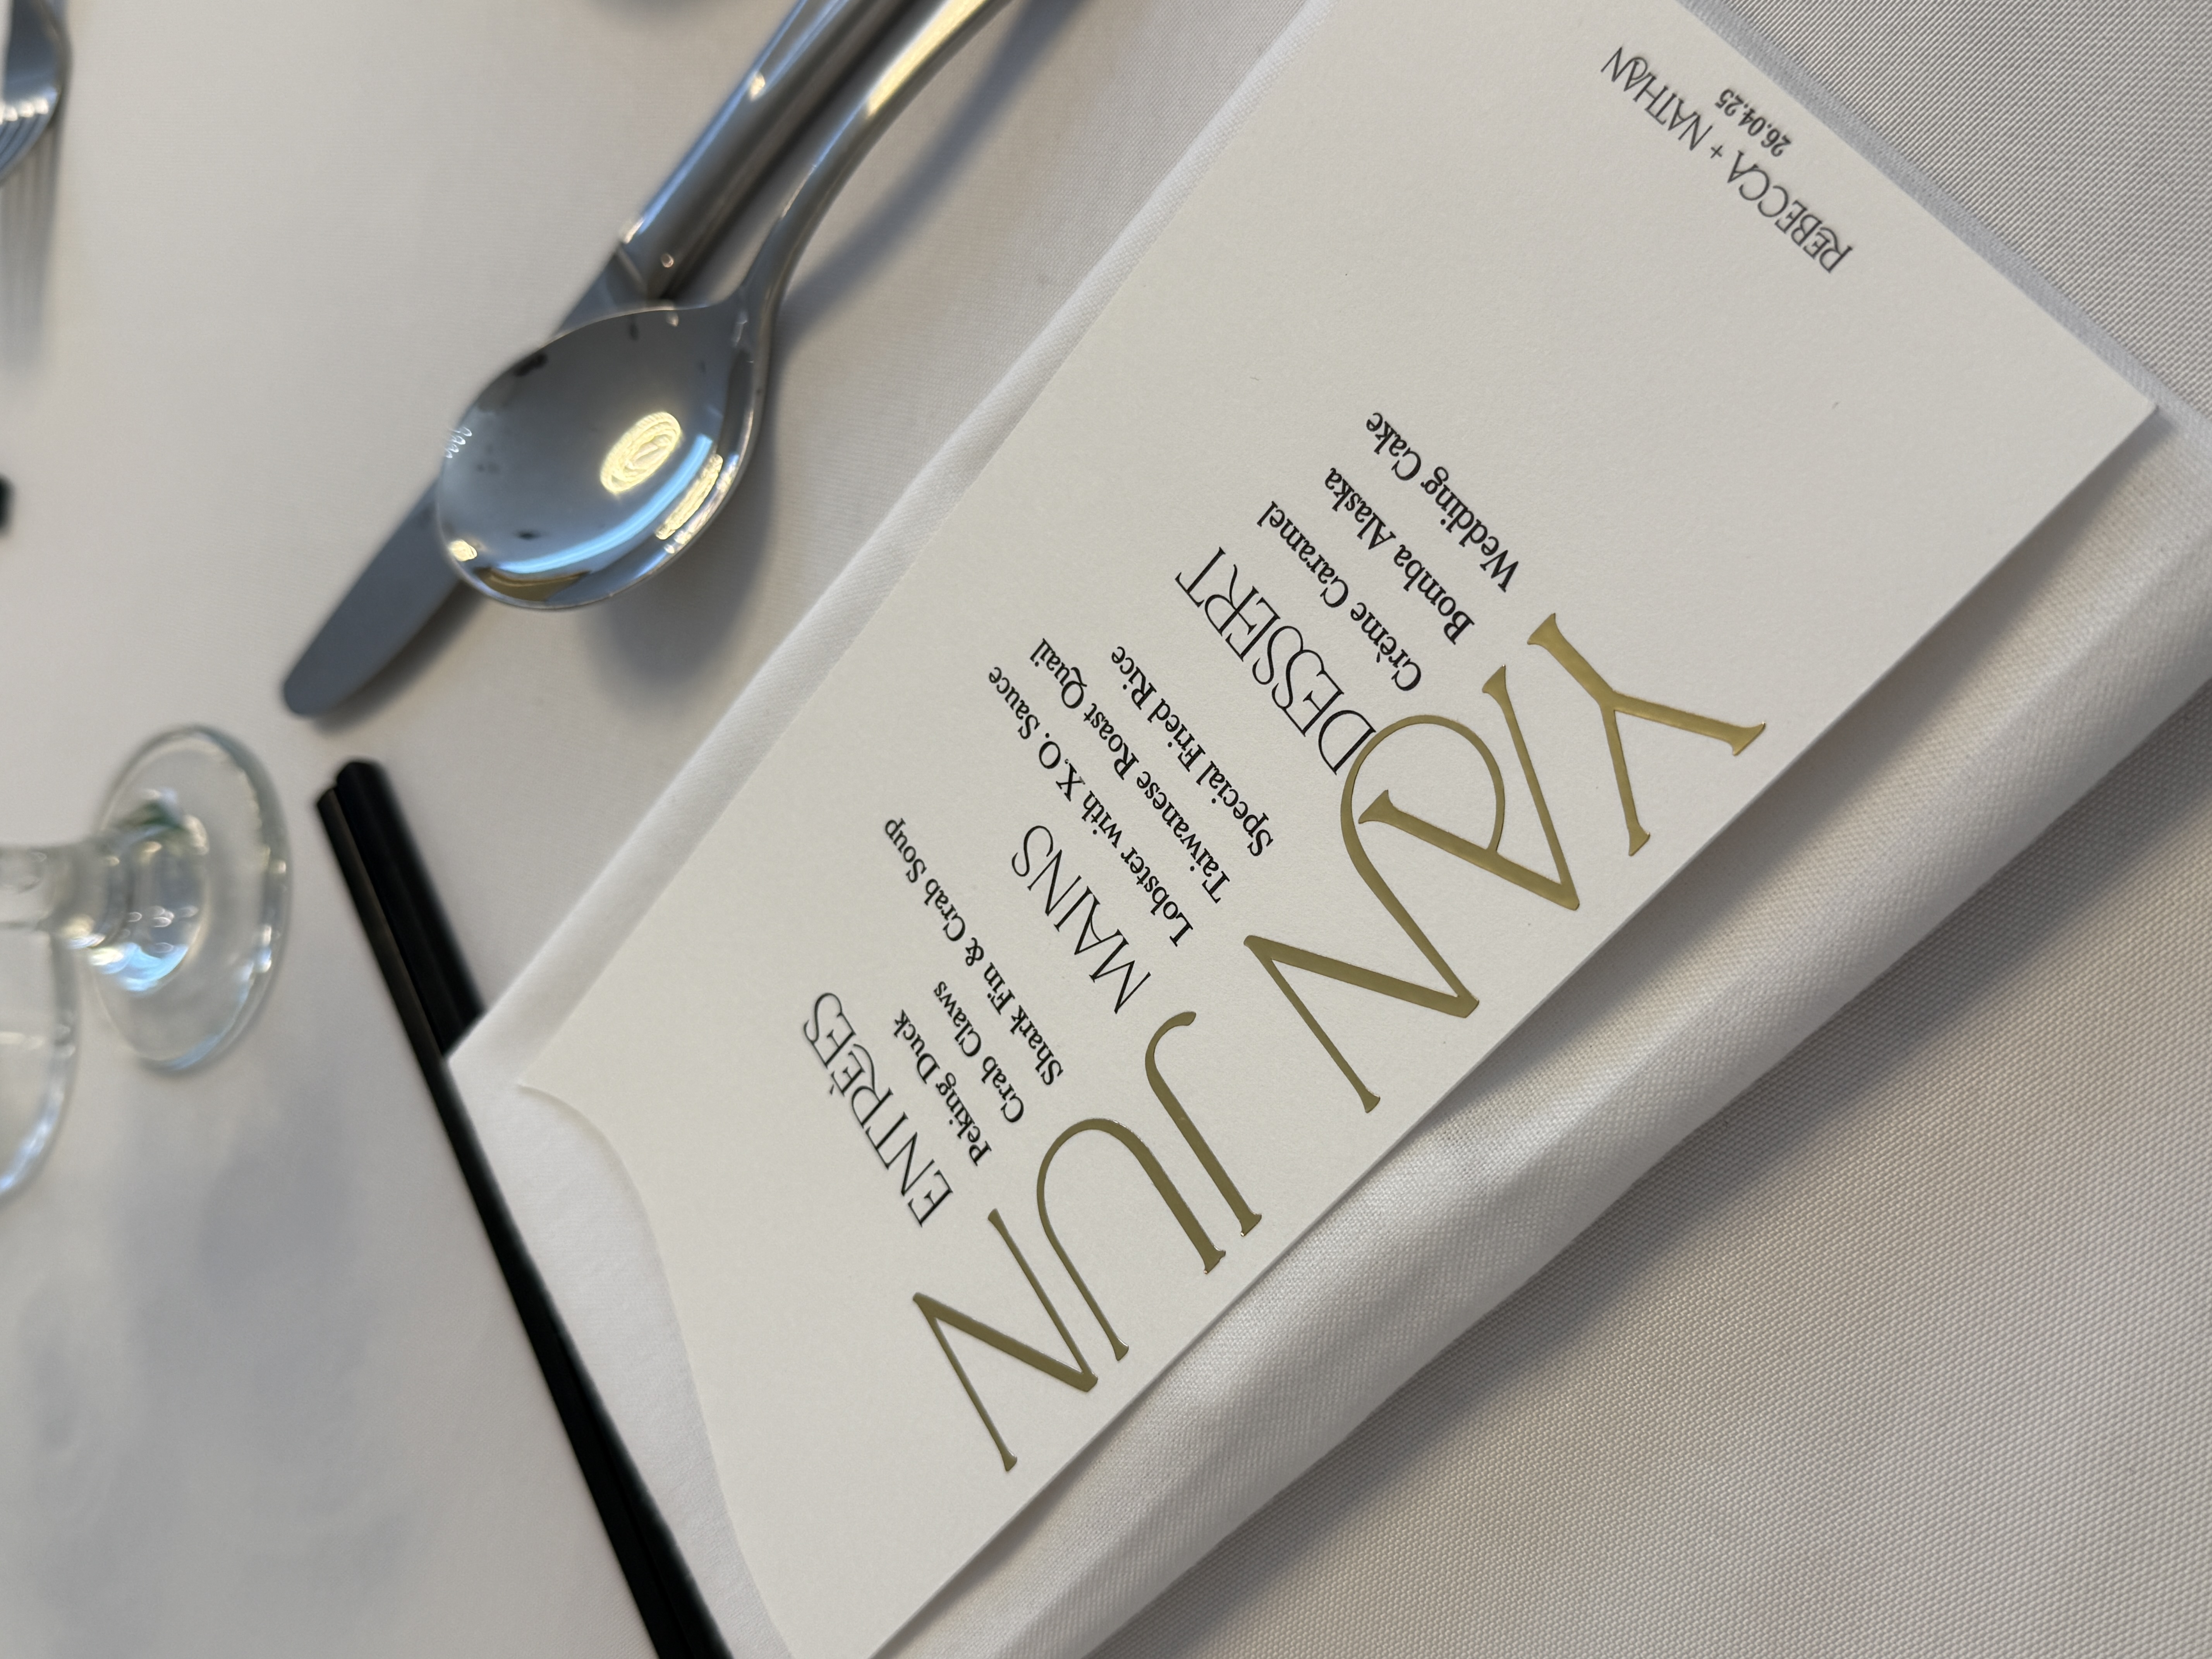 YAN JUN
ENTRÉES
Peking Duck
Crab Claws
Shark Fin & Crab Soup
MAINS
Lobster with X.O. Sauce
Taiwanese Roast Quail
Special Fried Rice
DESSERT
Crème Caramel
Bomba Alaska
Wedding Cake
REBECCA + NATHAN
26.04.25